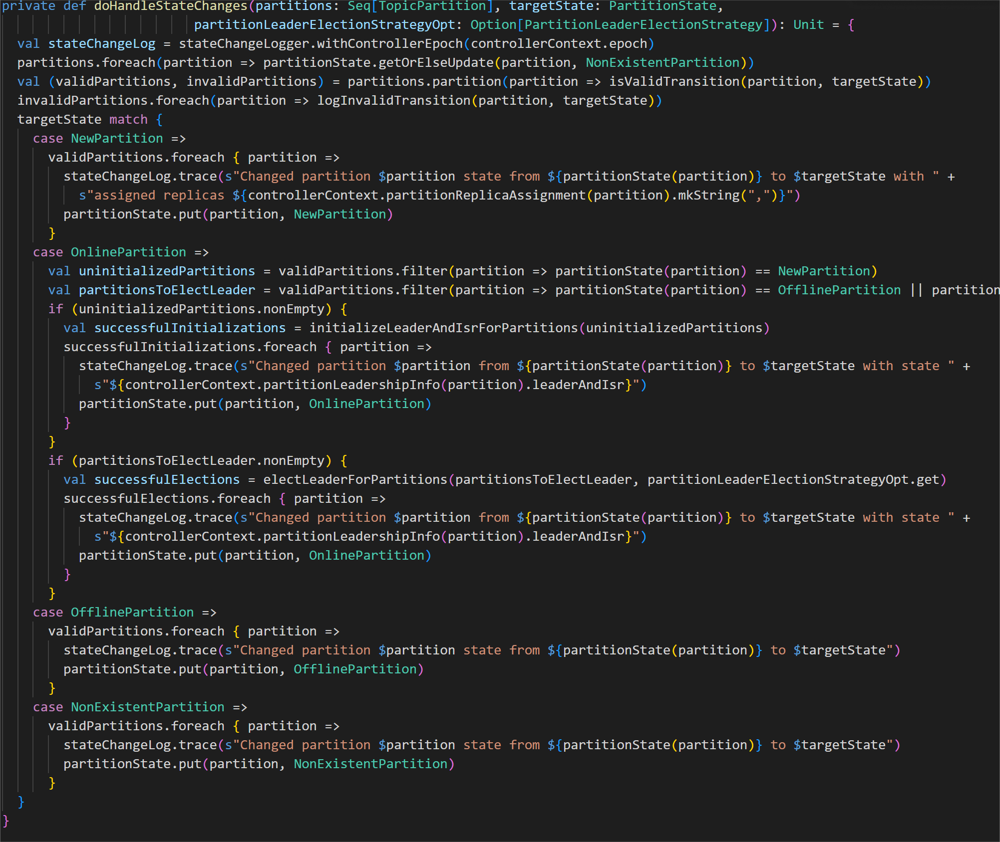 private def doHandleStateChanges(partitions: Seq[TopicPartition], targetState: PartitionState,
partitionLeaderElectionStrategyOpt: Option[PartitionLeaderElectionStrategy]): Unit = {
val stateChangeLog = stateChangeLogger.withControllerEpoch(controllerContext.epoch)
partitions.foreach(partition => partitionState.getOrElseUpdate(partition, NonExistentPartition))
val (validPartitions, invalidPartitions) = partitions.partition(partition => isValidTransition(partition, targetState))
invalidPartitions.foreach(partition => logInvalidTransition(partition, targetState))
targetState match {
case NewPartition =>
validPartitions.foreach { partition =>
stateChangeLog.trace(s"Changed partition $partition state from ${partitionState(partition)} to $targetState with " +
s"assigned replicas ${controllerContext.partitionReplicaAssignment(partition).mkString(",")}")
partitionState.put(partition, NewPartition)
}
case OnlinePartition =>
val uninitializedPartitions = validPartitions.filter(partition => partitionState(partition) == NewPartition)
val partitionsToElectLeader = validPartitions.filter(partition => partitionState(partition) == OfflinePartition || partition
if (uninitializedPartitions.nonEmpty) {
val successfulInitializations = initializeLeaderAndIsrForPartitions(uninitializedPartitions)
successfulInitializations.foreach { partition =>
stateChangeLog.trace(s"Changed partition $partition from ${partitionState(partition)} to $targetState with state " +
s"${controllerContext.partitionLeadershipInfo(partition).leaderAndIsr}")
partitionState.put(partition, OnlinePartition)
}
}
if (partitionsToElectLeader.nonEmpty) {
val successfulElections = electLeaderForPartitions(partitionsToElectLeader, partitionLeaderElectionStrategyOpt.get)
successfulElections.foreach { partition =>
stateChangeLog.trace(s"Changed partition $partition from ${partitionState(partition)} to $targetState with state " +
s"${controllerContext.partitionLeadershipInfo(partition).leaderAndIsr}")
partitionState.put(partition, OnlinePartition)
}
}
case OfflinePartition =>
validPartitions.foreach { partition =>
stateChangeLog.trace(s"Changed partition $partition state from ${partitionState(partition)} to $targetState")
partitionState.put(partition, OfflinePartition)
}
case NonExistentPartition =>
validPartitions.foreach { partition =>
stateChangeLog.trace(s"Changed partition $partition state from ${partitionState(partition)} to $targetState")
partitionState.put(partition, NonExistentPartition)
}
}
}